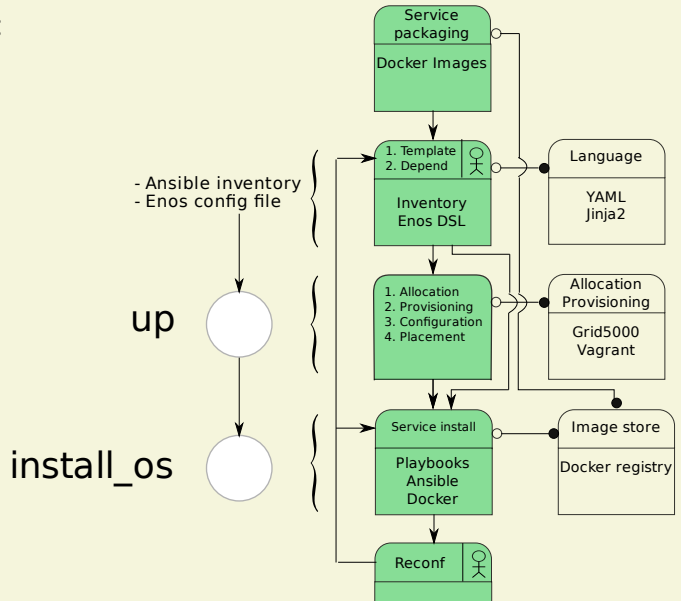 :
Service
packaging
Docker Images
1. Template
2. Depend
Inventory
Enos DSL
Language
YAML
Jinja2
- Ansible inventory
- Enos config file
up
1. Allocation
2. Provisioning
3. Configuration
4. Placement
Allocation
Provisioning
Grid5000
Vagrant
install_os
Service install
Playbooks
Ansible
Docker
Image store
Docker registry
Reconf